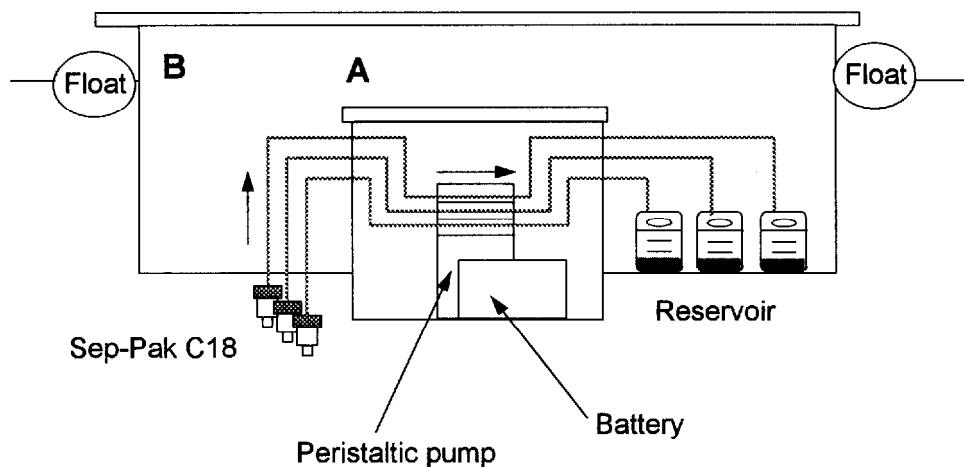 B
A
Float
Float
Sep-Pak C18
Reservoir
Peristaltic pump
Battery